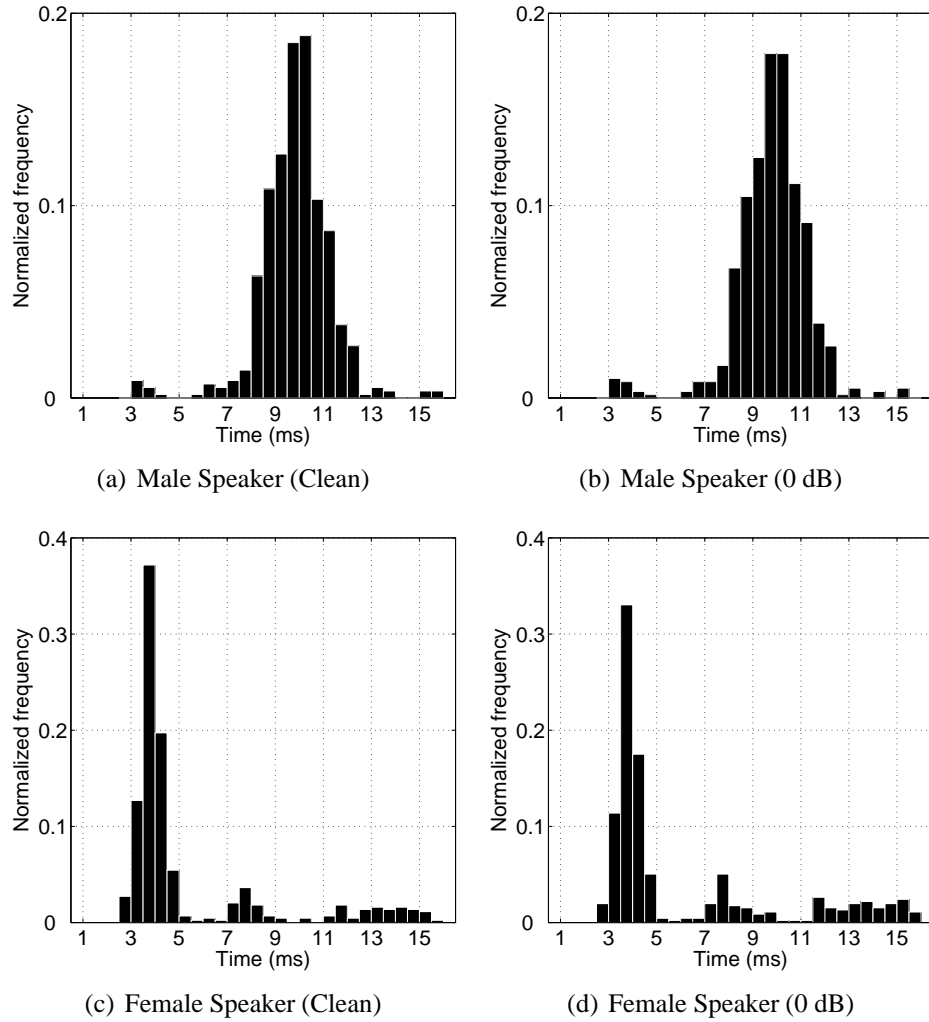 0.2
0.1
0
Normalized frequency
1 3 5 7 9 11 13 15
Time (ms)
(a) Male Speaker (Clean)
0.2
0.1
0
Normalized frequency
1 3 5 7 9 11 13 15
Time (ms)
(b) Male Speaker (0 dB)
0.4
0.3
0.2
0.1
0
Normalized frequency
1 3 5 7 9 11 13 15
Time (ms)
(c) Female Speaker (Clean)
0.4
0.3
0.2
0.1
0
Normalized frequency
1 3 5 7 9 11 13 15
Time (ms)
(d) Female Speaker (0 dB)